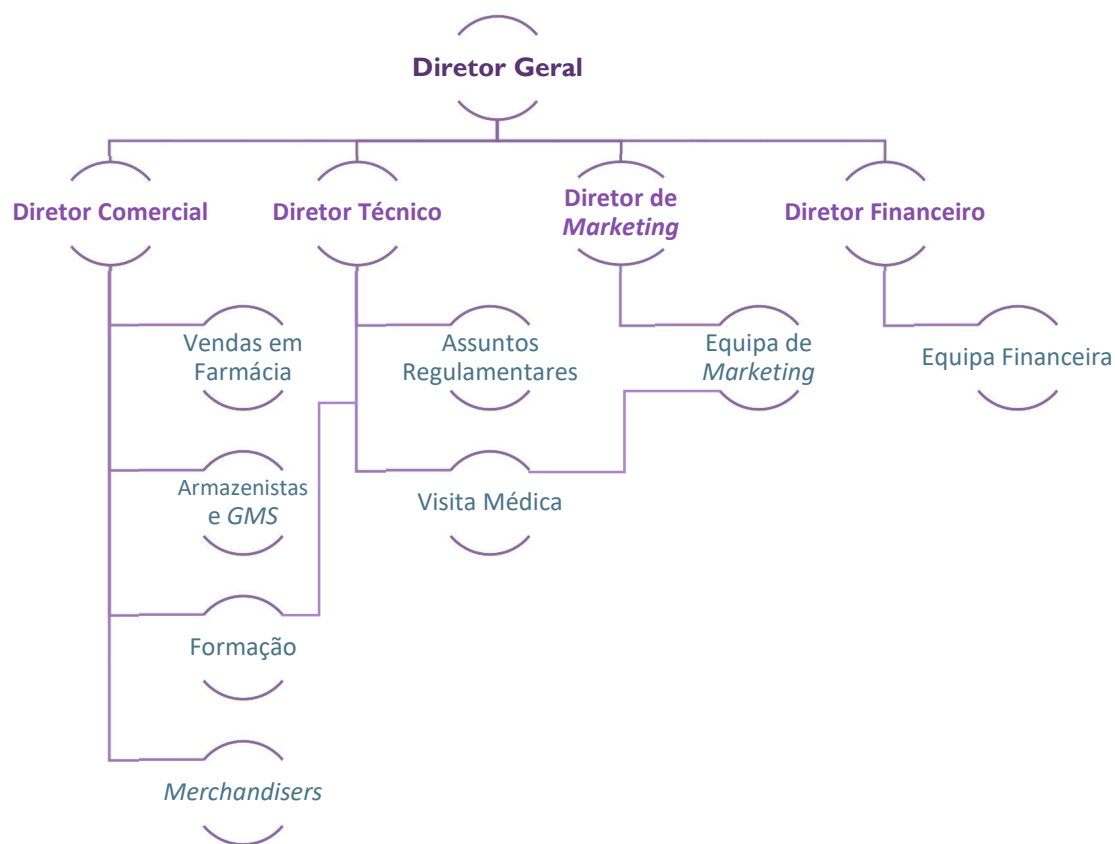 Diretor Geral
Diretor Comercial
Diretor Técnico
Diretor de
Marketing
Diretor Financeiro
Vendas em
Farmácia
Assuntos
Regulamentares
Equipa de
Marketing
Equipa Financeira
Armazenistas
e GMS
Visita Médica
Formação
Merchandisers